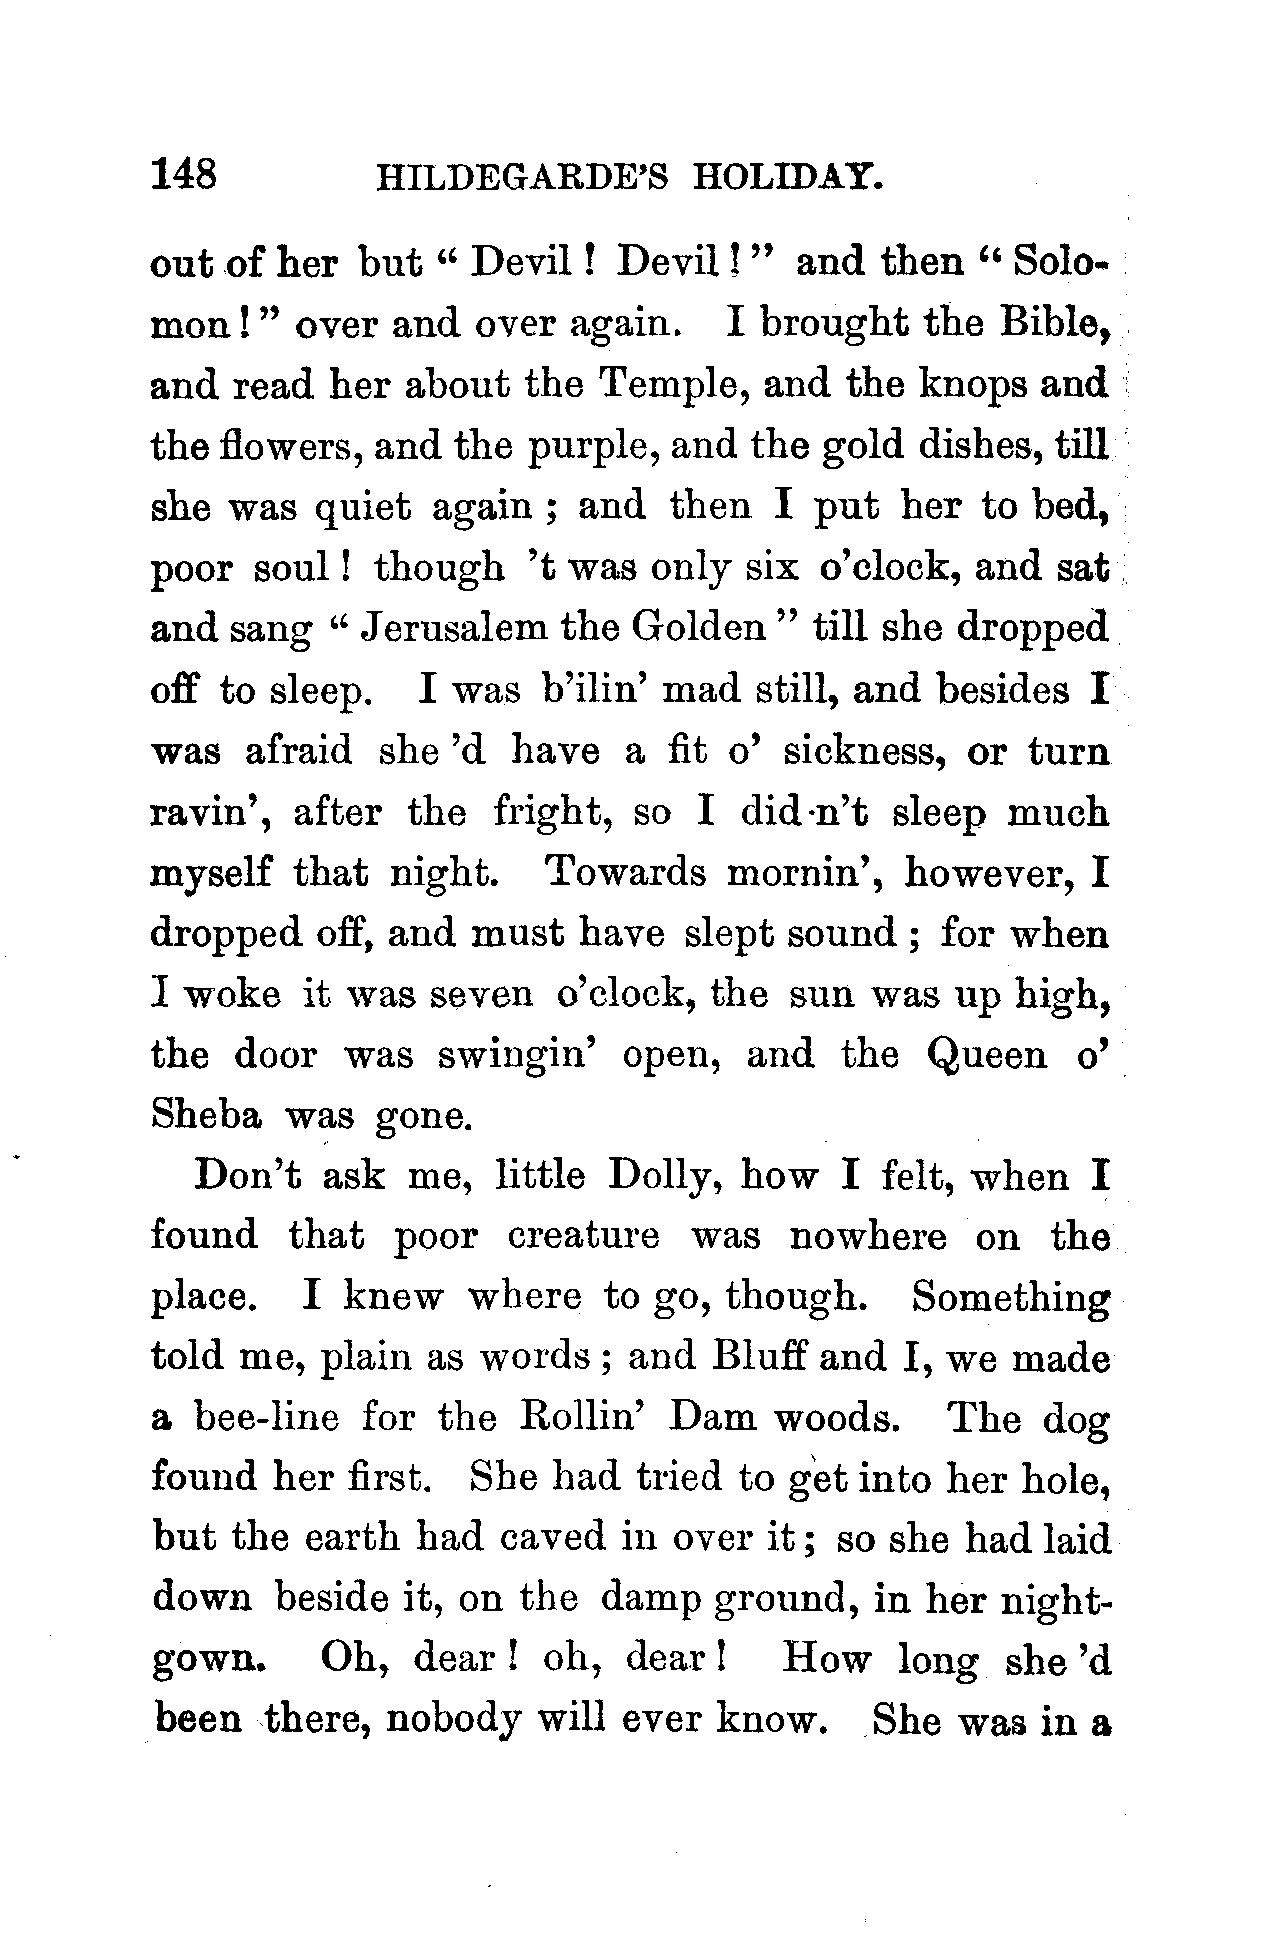 148 HILDEGARDE'S HOLIDAY.
out of her but “ Devil ! Devil ! ” and then “ Solo-
mon ! ” over and over again. I brought the Bible,
and read her about the Temple, and the knops and
the flowers, and the purple, and the gold dishes, till
she was quiet again ; and then I put her to bed,
poor soul ! though ’t was only six o’clock, and sat
and sang “ Jerusalem the Golden ” till she dropped
off to sleep. I was b’ilin’ mad still, and besides I
was afraid she ’d have a fit o’ sickness, or turn
ravin’, after the fright, so I did-n’t sleep much
myself that night. Towards mornin’, however, I
dropped off, and must have slept sound ; for when
I woke it was seven o’clock, the sun was up high,
the door was swingin’ open, and the Queen o’
Sheba was gone.
Don’t ask me, little Dolly, how I felt, when I
found that poor creature was nowhere on the
place. I knew where to go, though. Something
told me, plain as words ; and Bluff and I, we made
a bee-line for the Rollin’ Dam woods. The dog
found her first. She had tried to get into her hole,
but the earth had caved in over it ; so she had laid
down beside it, on the damp ground, in her night-
gown. Oh, dear ! oh, dear ! How long she ’d
been there, nobody will ever know. She was in a